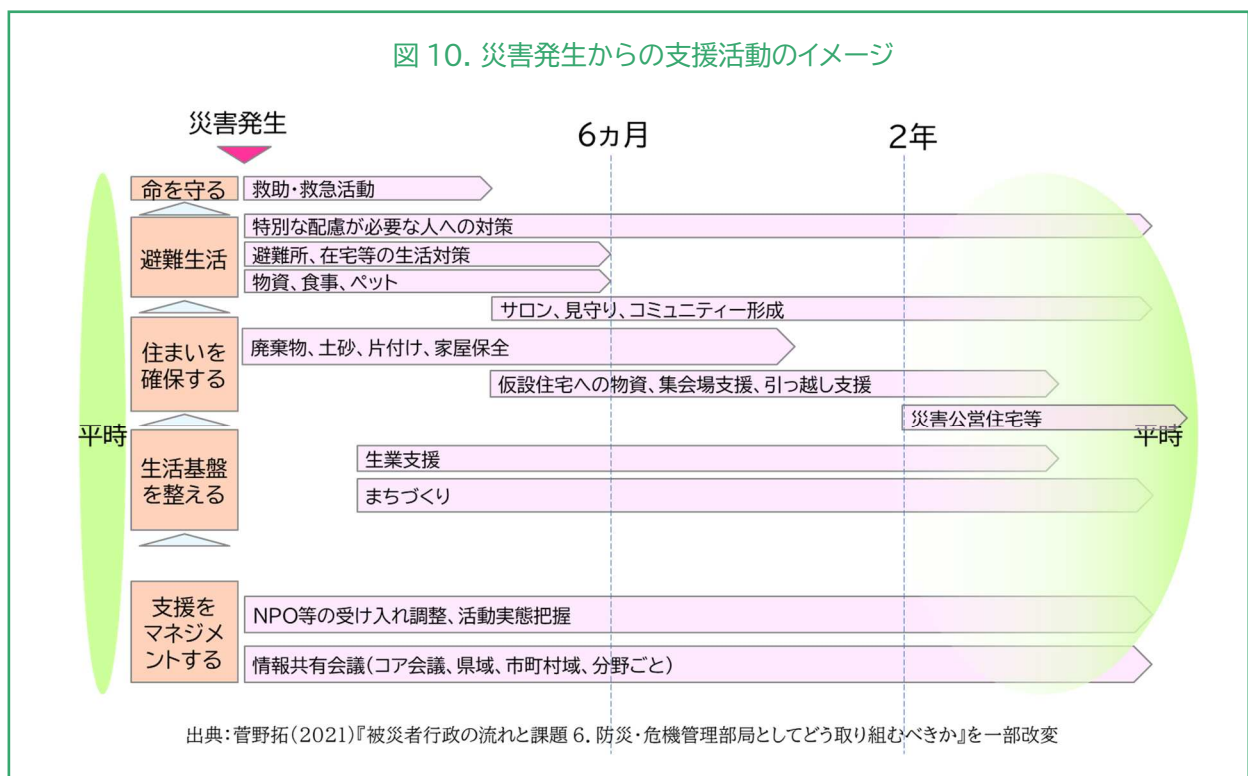 図 10. 災害発生からの支援活動のイメージ
災害発生
6ヵ月
2年
命を守る
救助・救急活動
特別な配慮が必要な人への対策
避難生活
避難所、在宅等の生活対策
物資、食事、ペット
サロン、見守り、コミュニティー形成
住まいを
確保する
廃棄物、土砂、片付け、家屋保全
仮設住宅への物資、集会場支援、引っ越し支援
災害公営住宅等
平時
平時
生活基盤
を整える
生業支援
まちづくり
支援を
マネジメ
ントする
NPO等の受け入れ調整、活動実態把握
情報共有会議(コア会議、県域、市町村域、分野ごと)
出典:菅野拓(2021)『被災者行政の流れと課題 6. 防災・危機管理部局としてどう取り組むべきか』を一部改変